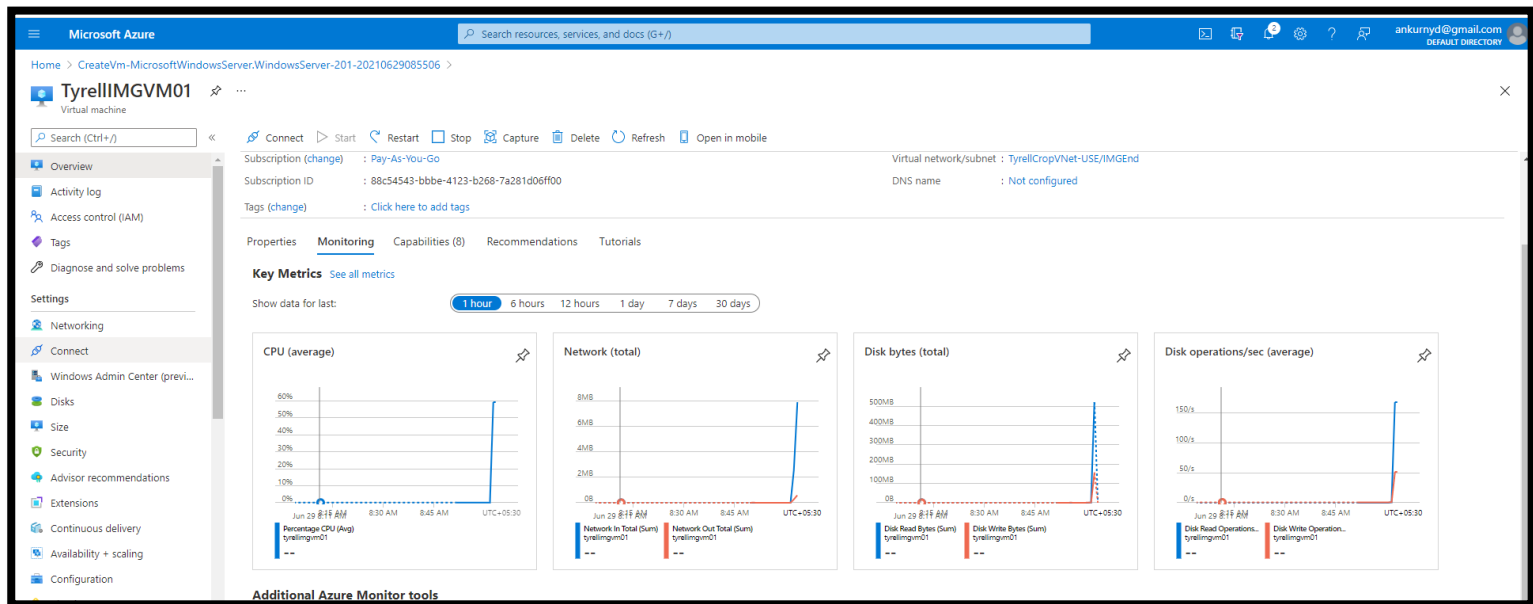 Microsoft Azure
Search resources, services, and docs (G+/)
2
ankurnyd@gmail.com
DEFAULT DIRECTORY
Home > CreateVm-MicrosoftWindowsServer.WindowsServer-201-20210629085506 >
TyrellIMGVM01
Virtual machine
Search (Ctrl+/)
Overview
Activity log
Access control (IAM)
Tags
Diagnose and solve problems
Settings
Networking
Connect
Windows Admin Center (previ...
Disks
Size
Security
Advisor recommendations
Extensions
Continuous delivery
Availability + scaling
Configuration
Connect Start Restart Stop Capture Delete Refresh Open in mobile
Subscription (change) : Pay-As-You-Go
Subscription ID : 88c54543-bbbe-4123-b268-7a281d06ff00
Tags (change) : Click here to add tags
Virtual network/subnet : TyrellCropVNet-USE/IMGEnd
DNS name : Not configured
Properties Monitoring Capabilities (8) Recommendations Tutorials
Key Metrics See all metrics
Show data for last: 1 hour 6 hours 12 hours 1 day 7 days 30 days
CPU (average)
60%
50%
40%
30%
20%
10%
0%
Jun 29 8:30 AM 8:45 AM UTC+05:30
Percentage CPU (Avg)
tyrellimgvm01
--
Network (total)
8MB
6MB
4MB
2MB
0B
Jun 29 8:30 AM 8:45 AM UTC+05:30
Network In Total (Sum) Network Out Total (Sum)
tyrellimgvm01 tyrellimgvm01
-- --
Disk bytes (total)
500MB
400MB
300MB
200MB
100MB
0B
Jun 29 8:30 AM 8:45 AM UTC+05:30
Disk Read Bytes (Sum) Disk Write Bytes (Sum)
tyrellimgvm01 tyrellimgvm01
-- --
Disk operations/sec (average)
150/s
100/s
50/s
0/s
Jun 29 8:30 AM 8:45 AM UTC+05:30
Disk Read Operations... Disk Write Operation...
tyrellimgvm01 tyrellimgvm01
-- --
Additional Azure Monitor tools